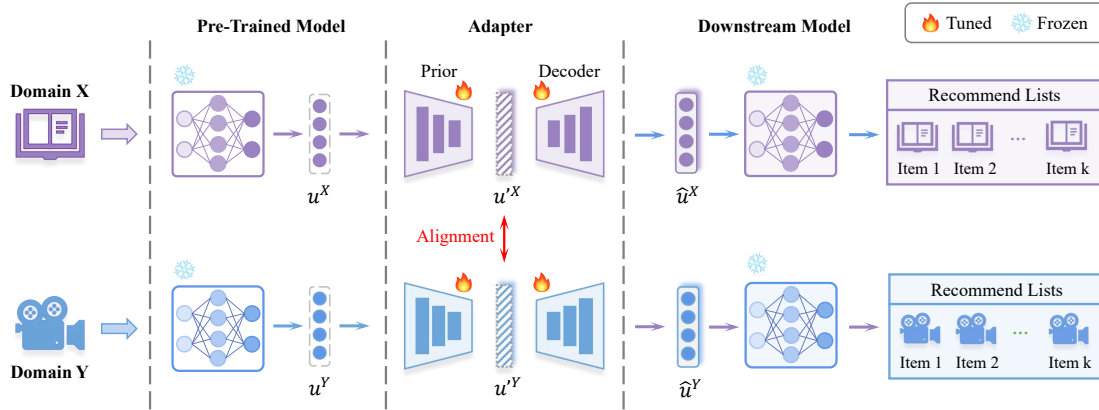 Pre-Trained Model
Adapter
Downstream Model
Tuned
Frozen
Prior
Decoder
Domain X
Recommend Lists
Item 1
Item 2
...
Item k
u^X
u'^X
û^X
Alignment
Recommend Lists
Item 1
Item 2
...
Item k
Domain Y
u^Y
u'^Y
û^Y